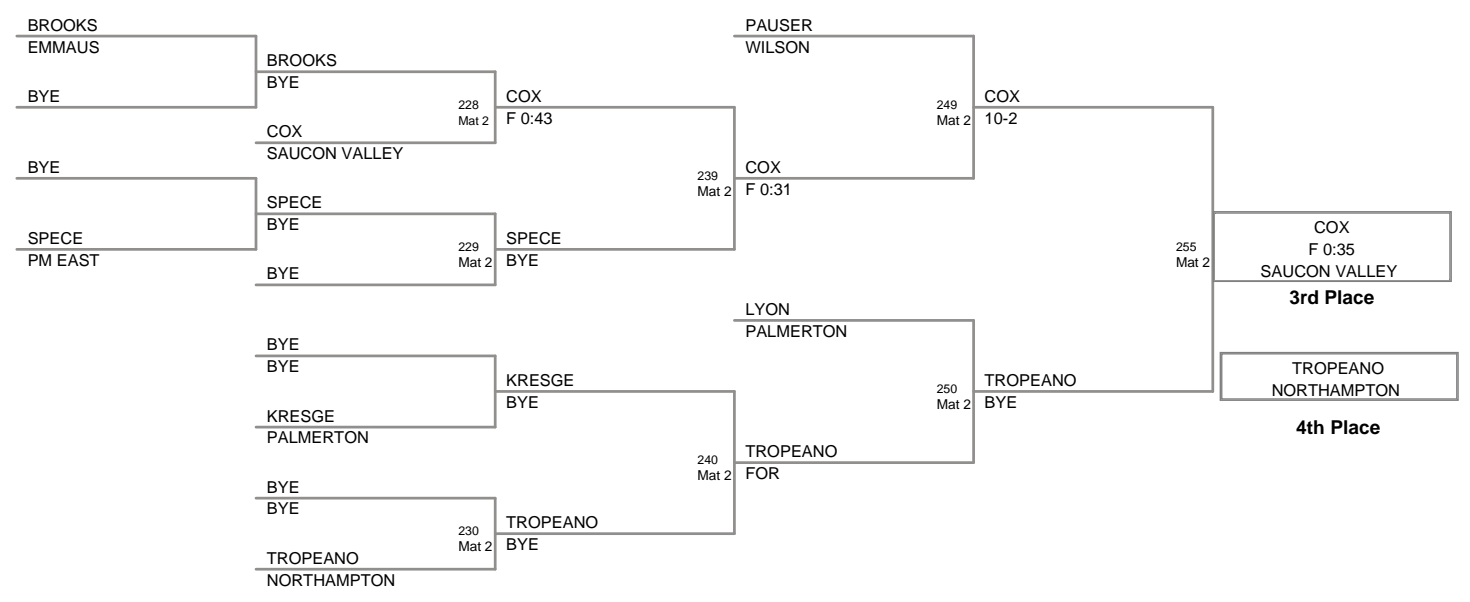 BROOKS
EMMAUS
BYE
BYE
SPECE
PM EAST
BROOKS
BYE
228
Mat 2
COX
SAUCON VALLEY
SPECE
BYE
229
Mat 2
BYE
BYE
BYE
KRESGE
PALMERTON
BYE
BYE
230
Mat 2
TROPEANO
NORTHAMPTON
COX
F 0:43
239
Mat 2
SPECE
BYE
KRESGE
BYE
240
Mat 2
TROPEANO
BYE
PAUSER
WILSON
249
Mat 2
COX
F 0:31
LYON
PALMERTON
250
Mat 2
TROPEANO
FOR
COX
10-2
255
Mat 2
TROPEANO
BYE
COX
F 0:35
SAUCON VALLEY
3rd Place
TROPEANO
NORTHAMPTON
4th Place